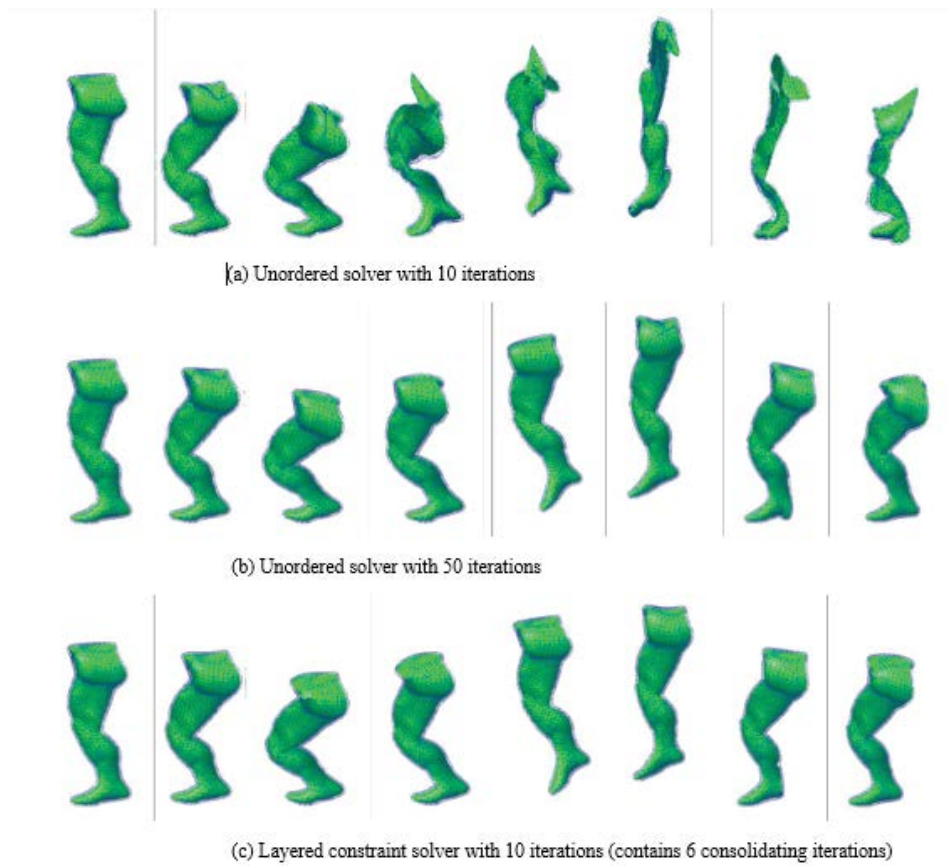 (a) Unordered solver with 10 iterations
(b) Unordered solver with 50 iterations
(c) Layered constraint solver with 10 iterations (contains 6 consolidating iterations)